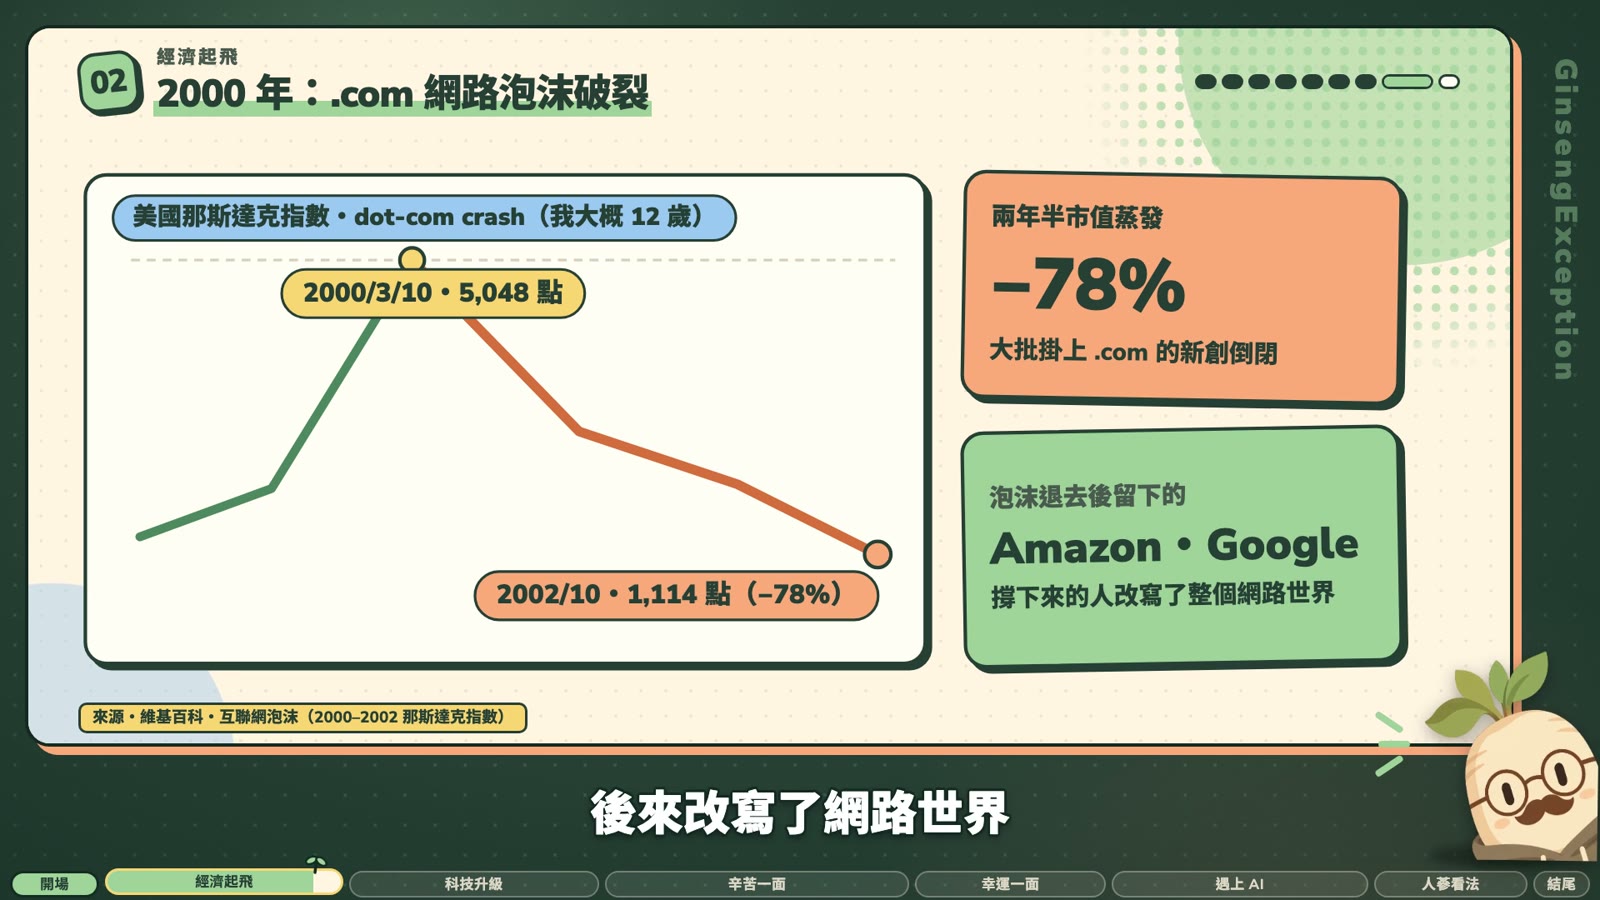 02
經濟起飛
2000 年：.com 網路泡沫破裂
美國那斯達克指數・dot-com crash（我大概 12 歲）
2000/3/10・5,048 點
2002/10・1,114 點（–78%）
兩年半市值蒸發
–78%
大批掛上 .com 的新創倒閉
泡沫退去後留下的
Amazon・Google
撐下來的人改寫了整個網路世界
來源・維基百科・互聯網泡沫（2000–2002 那斯達克指數）
GinsengException
後來改寫了網路世界
開場
經濟起飛
科技升級
辛苦一面
幸運一面
遇上 AI
人蔘看法
結尾